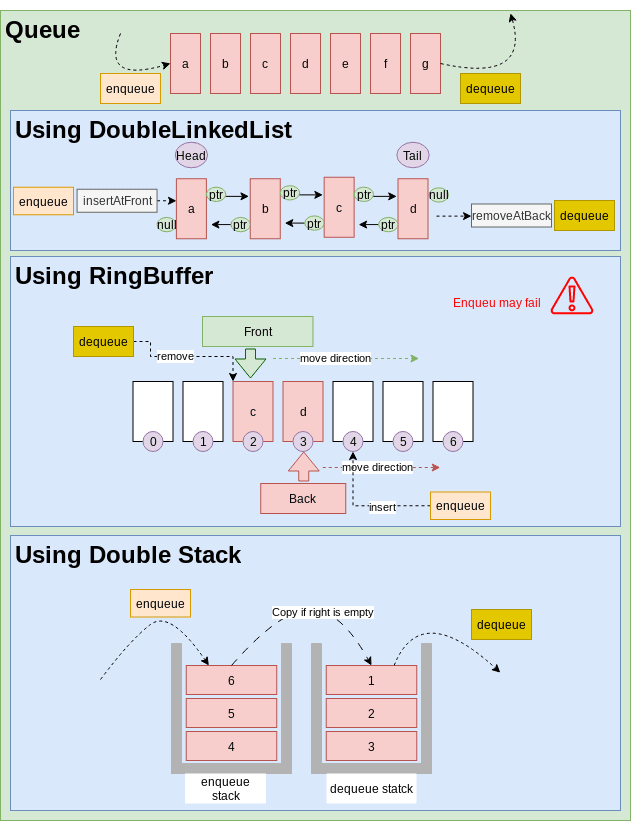 Queue
a b c d e f g
enqueue
dequeue
Using DoubleLinkedList
Head
Tail
enqueue
insertAtFront
a
b
c
d
ptr
ptr
ptr
null
null
ptr
ptr
ptr
removeAtBack
dequeue
Using RingBuffer
Enqueu may fail
Front
dequeue
remove
move direction
c
d
0 1 2 3 4 5 6
move direction
Back
insert
enqueue
Using Double Stack
enqueue
Copy if right is empty
dequeue
6
5
4
1
2
3
enqueue
stack
dequeue statck